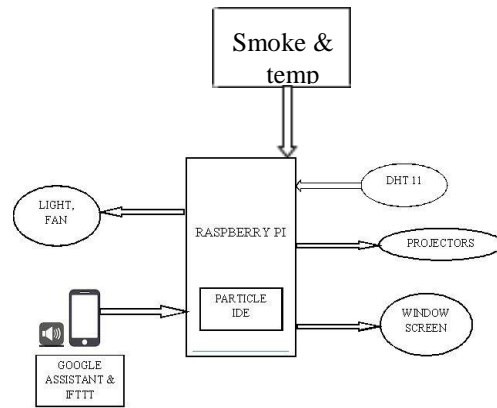 Smoke &
temp
DHT 11
LIGHT,
FAN
RASPBERRY PI
PROJECTORS
PARTICLE
IDE
WINDOW
SCREEN
GOOGLE
ASSISTANT &
IFTTT